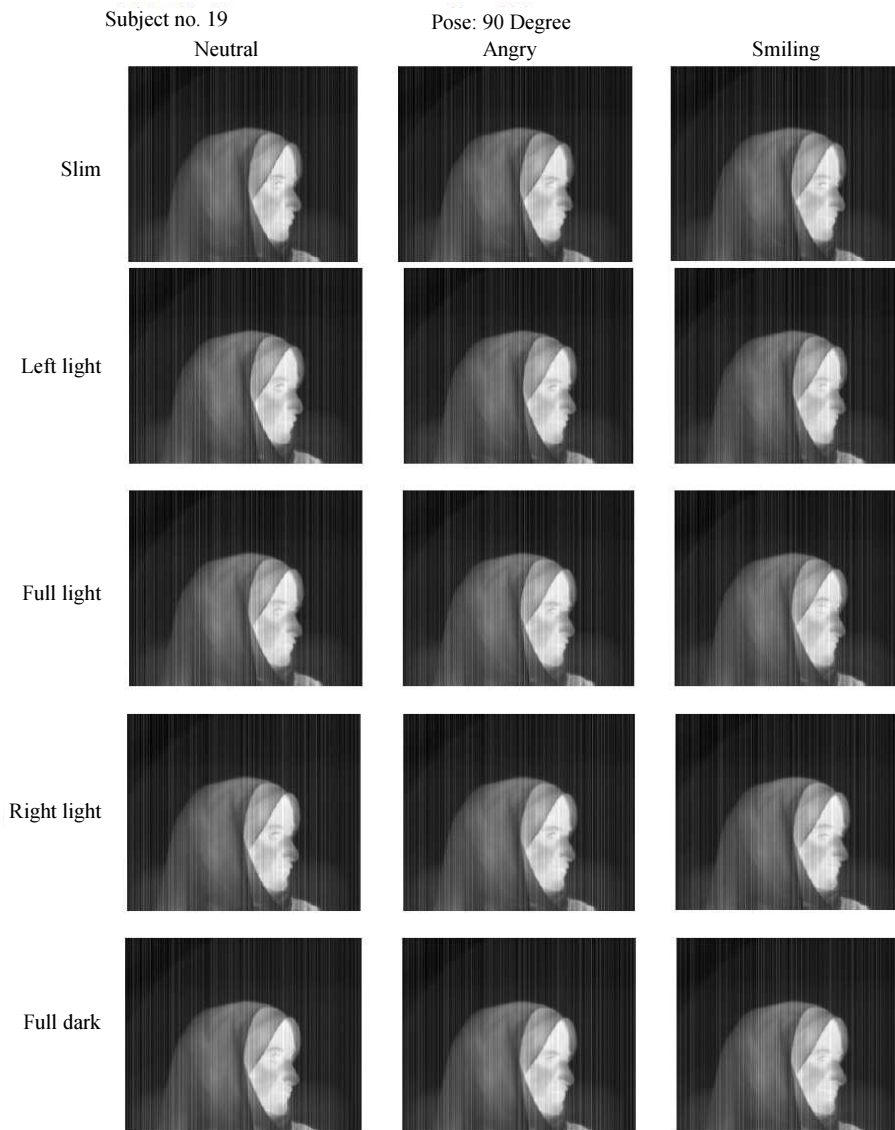 Subject no. 19 Pose: 90 Degree
Neutral Angry Smiling
Slim
Left light
Full light
Right light
Full dark